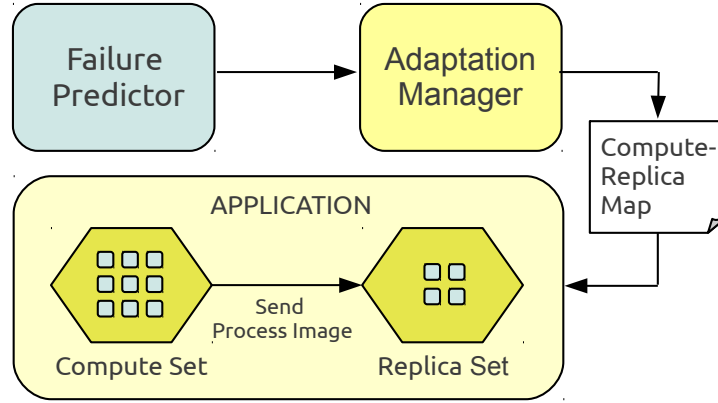 Failure
Predictor
Adaptation
Manager
Compute-
Replica
Map
APPLICATION
Send
Process Image
Compute Set
Replica Set